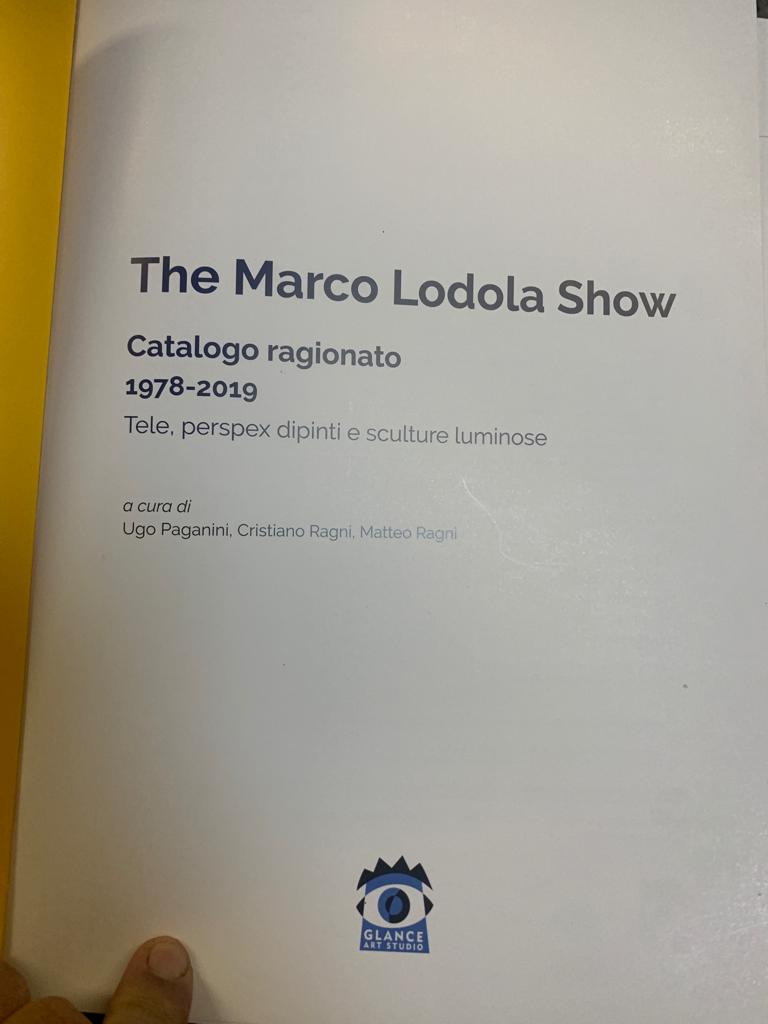 The Marco Lodola Show
Catalogo ragionato
1978-2019
Tele, perspex dipinti e sculture luminose
a cura di
Ugo Paganini, Cristiano Ragni, Matteo Ragni
GLANCE
ART STUDIO